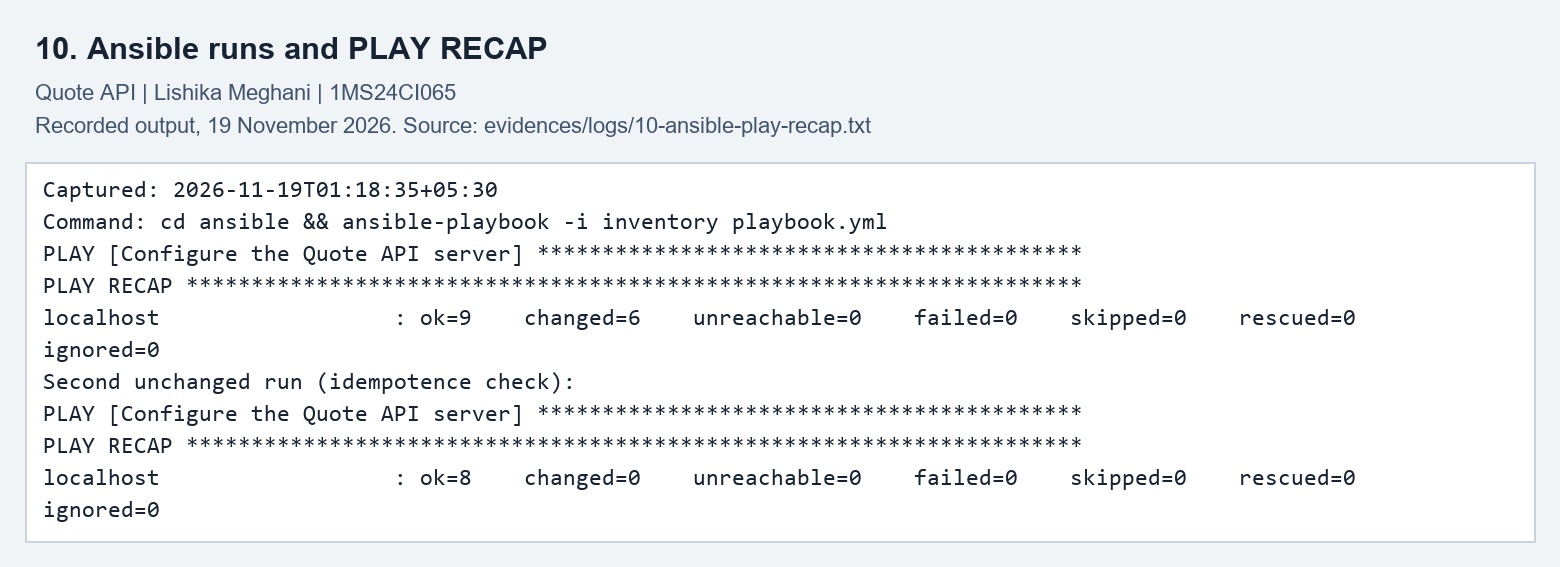 10. Ansible runs and PLAY RECAP
Quote API | Lishika Meghani | 1MS24CI065
Recorded output, 19 November 2026. Source: evidences/logs/10-ansible-play-recap.txt
Captured: 2026-11-19T01:18:35+05:30
Command: cd ansible && ansible-playbook -i inventory playbook.yml
PLAY [Configure the Quote API server] ******************************************
PLAY RECAP *********************************************************************
localhost                  : ok=9    changed=6    unreachable=0    failed=0    skipped=0    rescued=0
ignored=0
Second unchanged run (idempotence check):
PLAY [Configure the Quote API server] ******************************************
PLAY RECAP *********************************************************************
localhost                  : ok=8    changed=0    unreachable=0    failed=0    skipped=0    rescued=0
ignored=0